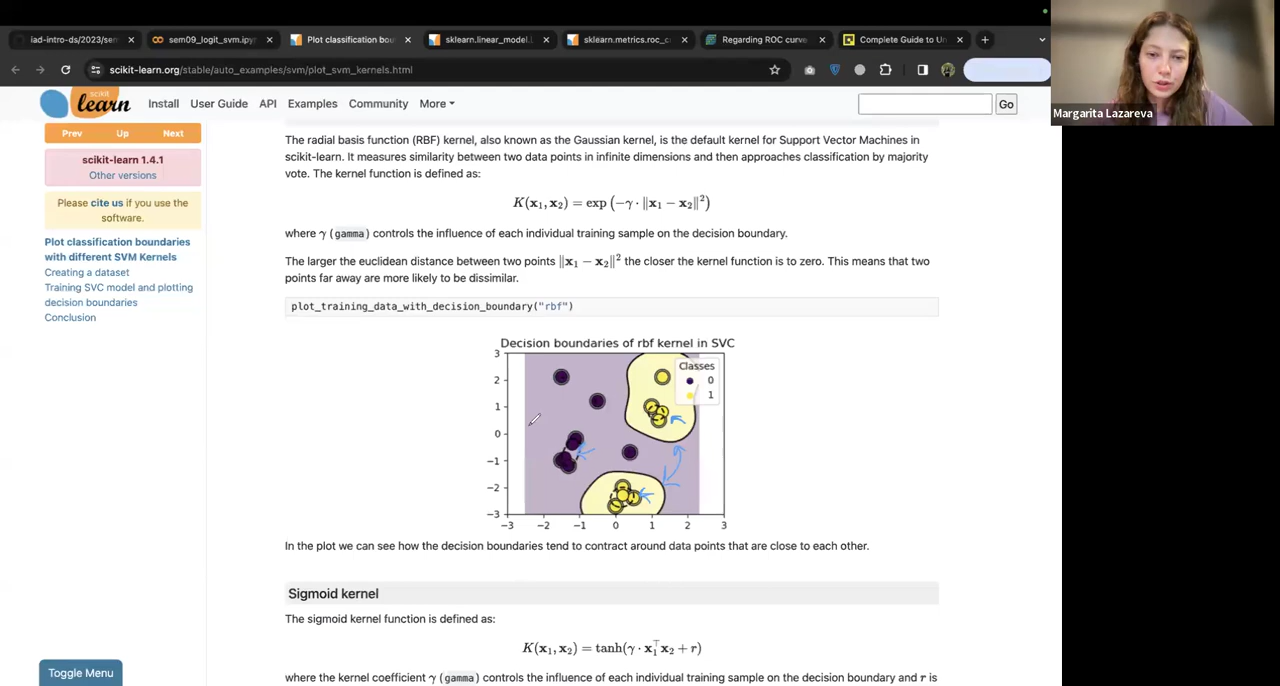 iad-intro-ds/2023/sem
sem09_logit_svm.ipy
Plot classification bou
sklearn.linear_model.
sklearn.metrics.roc_c
Regarding ROC curve
Complete Guide to Un
scikit-learn.org/stable/auto_examples/svm/plot_svm_kernels.html
Margarita Lazareva
scikit
learn
Install
User Guide
API
Examples
Community
More
Go
Prev
Up
Next
scikit-learn 1.4.1
Other versions
Please cite us if you use the
software.
Plot classification boundaries
with different SVM Kernels
Creating a dataset
Training SVC model and plotting
decision boundaries
Conclusion
Toggle Menu
The radial basis function (RBF) kernel, also known as the Gaussian kernel, is the default kernel for Support Vector Machines in
scikit-learn. It measures similarity between two data points in infinite dimensions and then approaches classification by majority
vote. The kernel function is defined as:
K(x₁, x₂) = exp (−γ · ‖x₁ − x₂‖²)
where γ (gamma) controls the influence of each individual training sample on the decision boundary.
The larger the euclidean distance between two points ‖x₁ − x₂‖² the closer the kernel function is to zero. This means that two
points far away are more likely to be dissimilar.
plot_training_data_with_decision_boundary("rbf")
Decision boundaries of rbf kernel in SVC
Classes
0
1
3
2
1
0
−1
−2
−3
−3 −2 −1 0 1 2 3
In the plot we can see how the decision boundaries tend to contract around data points that are close to each other.
Sigmoid kernel
The sigmoid kernel function is defined as:
K(x₁, x₂) = tanh(γ · x₁⊤x₂ + r)
where the kernel coefficient γ (gamma) controls the influence of each individual training sample on the decision boundary and r is